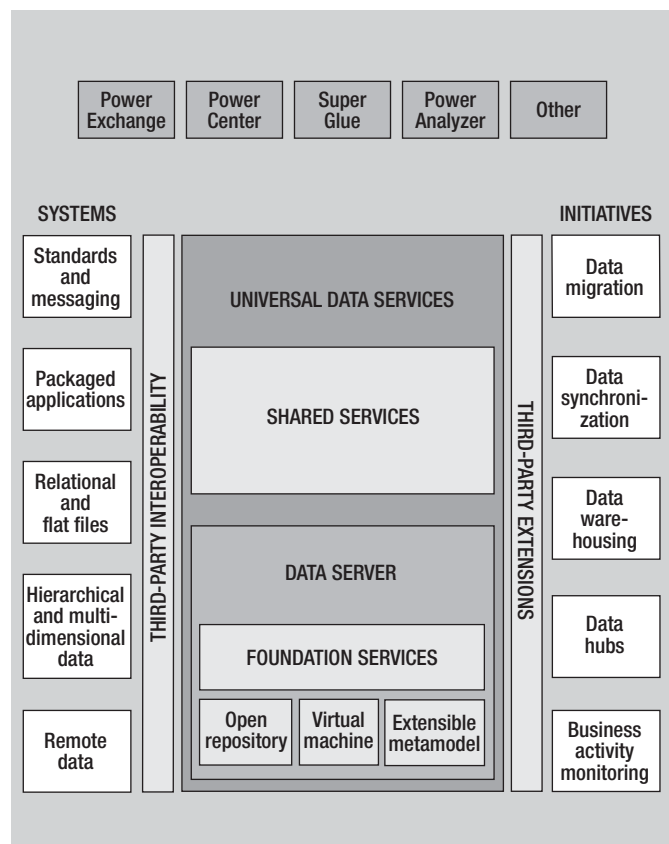 Power
Exchange
Power
Center
Super
Glue
Power
Analyzer
Other
SYSTEMS
Standards
and
messaging
Packaged
applications
Relational
and
flat files
Hierarchical
and multi-
dimensional
data
Remote
data
THIRD-PARTY INTEROPERABILITY
UNIVERSAL DATA SERVICES
SHARED SERVICES
DATA SERVER
FOUNDATION SERVICES
Open
repository
Virtual
machine
Extensible
metamodel
THIRD-PARTY EXTENSIONS
INITIATIVES
Data
migration
Data
synchroni-
zation
Data
ware-
housing
Data
hubs
Business
activity
monitoring